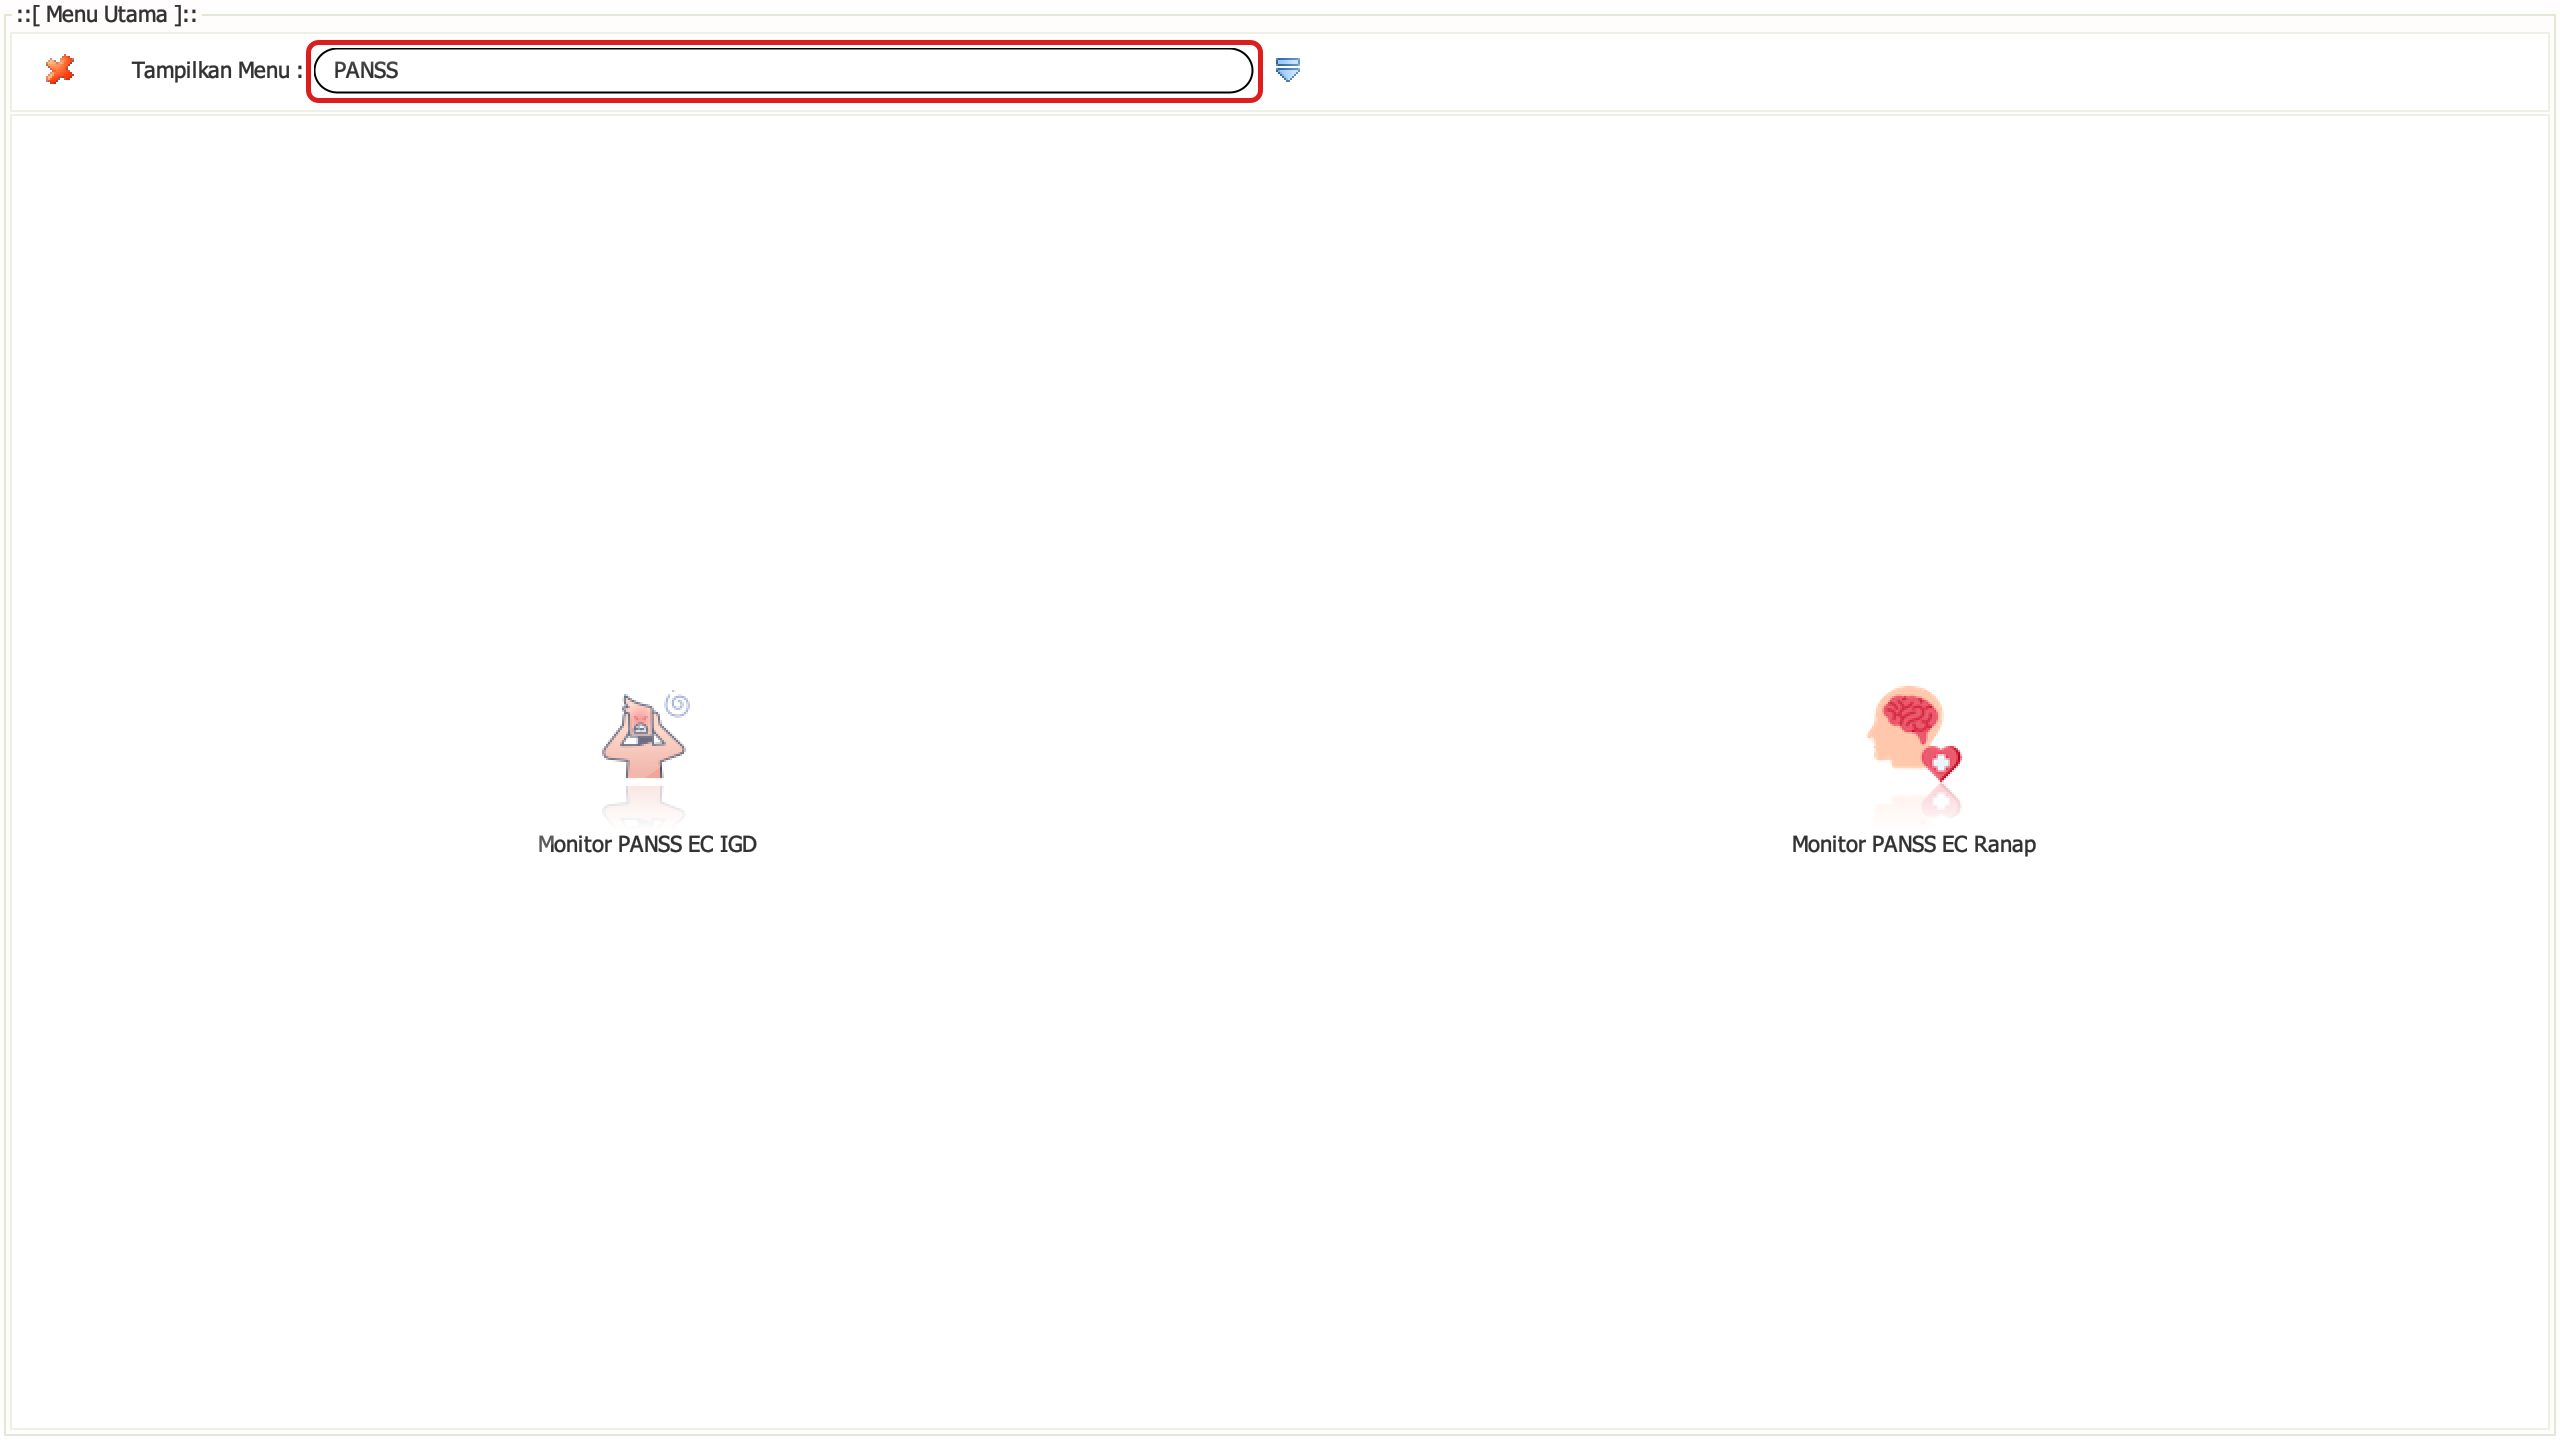 ::[ Menu Utama ]::
Tampilkan Menu : PANSS
Monitor PANSS EC IGD
Monitor PANSS EC Ranap